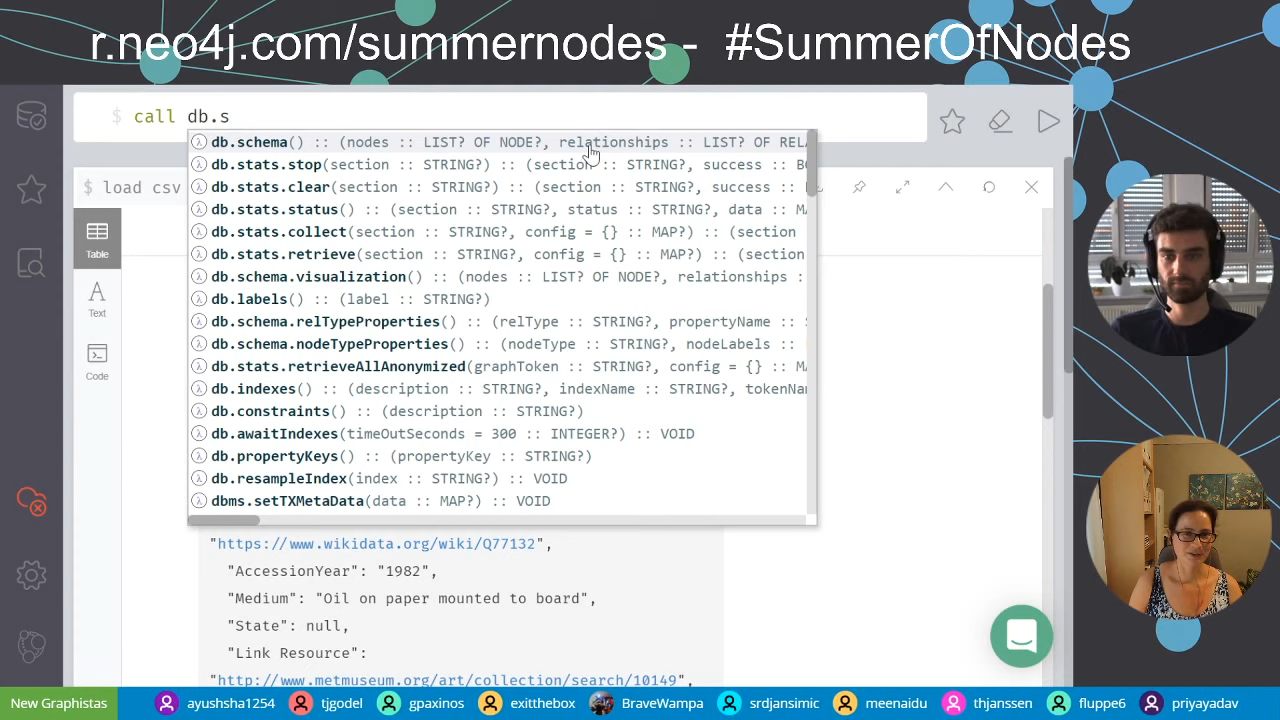 r.neo4j.com/summernodes - #SummerOfNodes
$ call db.s
db.schema() :: (nodes :: LIST? OF NODE?, relationships :: LIST? OF RELA
db.stats.stop(section :: STRING?) :: (section :: STRING?, success :: BO
db.stats.clear(section :: STRING?) :: (section :: STRING?, success ::
db.stats.status() :: (section :: STRING?, status :: STRING?, data :: MA
db.stats.collect(section :: STRING?, config = {} :: MAP?) :: (section
db.stats.retrieve(section :: STRING?, config = {} :: MAP?) :: (section
db.schema.visualization() :: (nodes :: LIST? OF NODE?, relationships :
db.labels() :: (label :: STRING?)
db.schema.relTypeProperties() :: (relType :: STRING?, propertyName :: S
db.schema.nodeTypeProperties() :: (nodeType :: STRING?, nodeLabels ::
db.stats.retrieveAllAnonymized(graphToken :: STRING?, config = {} :: MA
db.indexes() :: (description :: STRING?, indexName :: STRING?, tokenNam
db.constraints() :: (description :: STRING?)
db.awaitIndexes(timeOutSeconds = 300 :: INTEGER?) :: VOID
db.propertyKeys() :: (propertyKey :: STRING?)
db.resampleIndex(index :: STRING?) :: VOID
dbms.setTXMetaData(data :: MAP?) :: VOID
$ load csv
Table
Text
Code
"https://www.wikidata.org/wiki/Q77132",
"AccessionYear": "1982",
"Medium": "Oil on paper mounted to board",
"State": null,
"Link Resource":
"http://www.metmuseum.org/art/collection/search/10149",
New Graphistas ayushsha1254 tjgodel gpaxinos exitthebox BraveWampa srdjansimic meenaidu thjanssen fluppe6 priyayadav